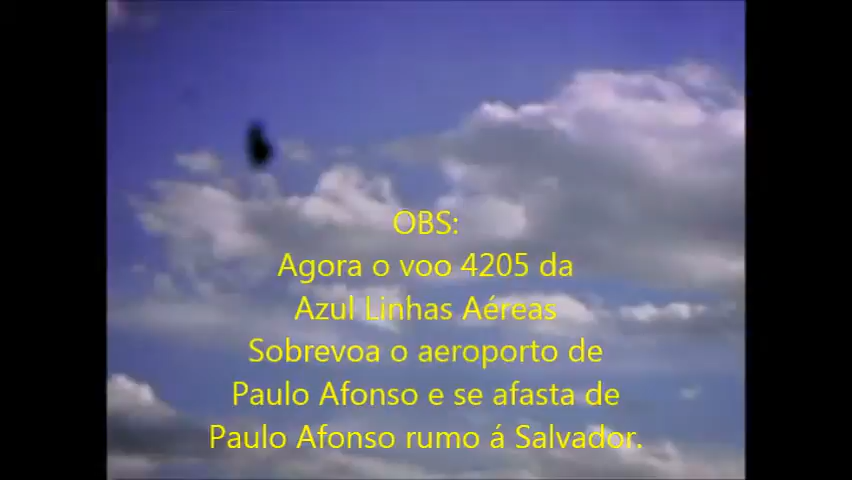 OBS:
Agora o voo 4205 da
Azul Linhas Aéreas
Sobrevoa o aeroporto de
Paulo Afonso e se afasta de
Paulo Afonso rumo á Salvador.